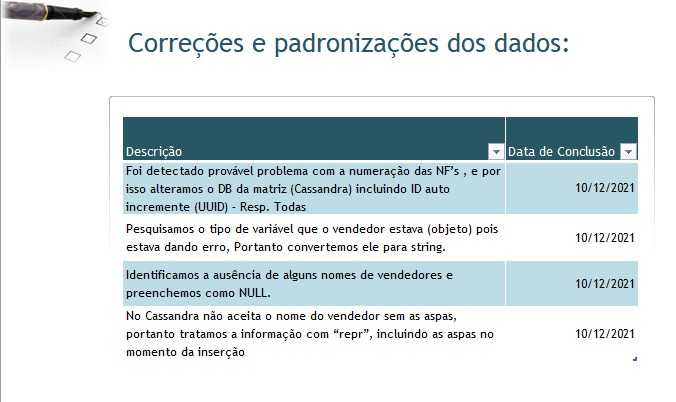 Correções e padronizações dos dados:
Descrição
Data de Conclusão
Foi detectado provável problema com a numeração das NF’s , e por
isso alteramos o DB da matriz (Cassandra) incluindo ID auto
incremente (UUID) - Resp. Todas
10/12/2021
Pesquisamos o tipo de variável que o vendedor estava (objeto) pois
estava dando erro, Portanto convertemos ele para string.
10/12/2021
Identificamos a ausência de alguns nomes de vendedores e
preenchemos como NULL.
10/12/2021
No Cassandra não aceita o nome do vendedor sem as aspas,
portanto tratamos a informação com “repr”, incluindo as aspas no
momento da inserção
10/12/2021